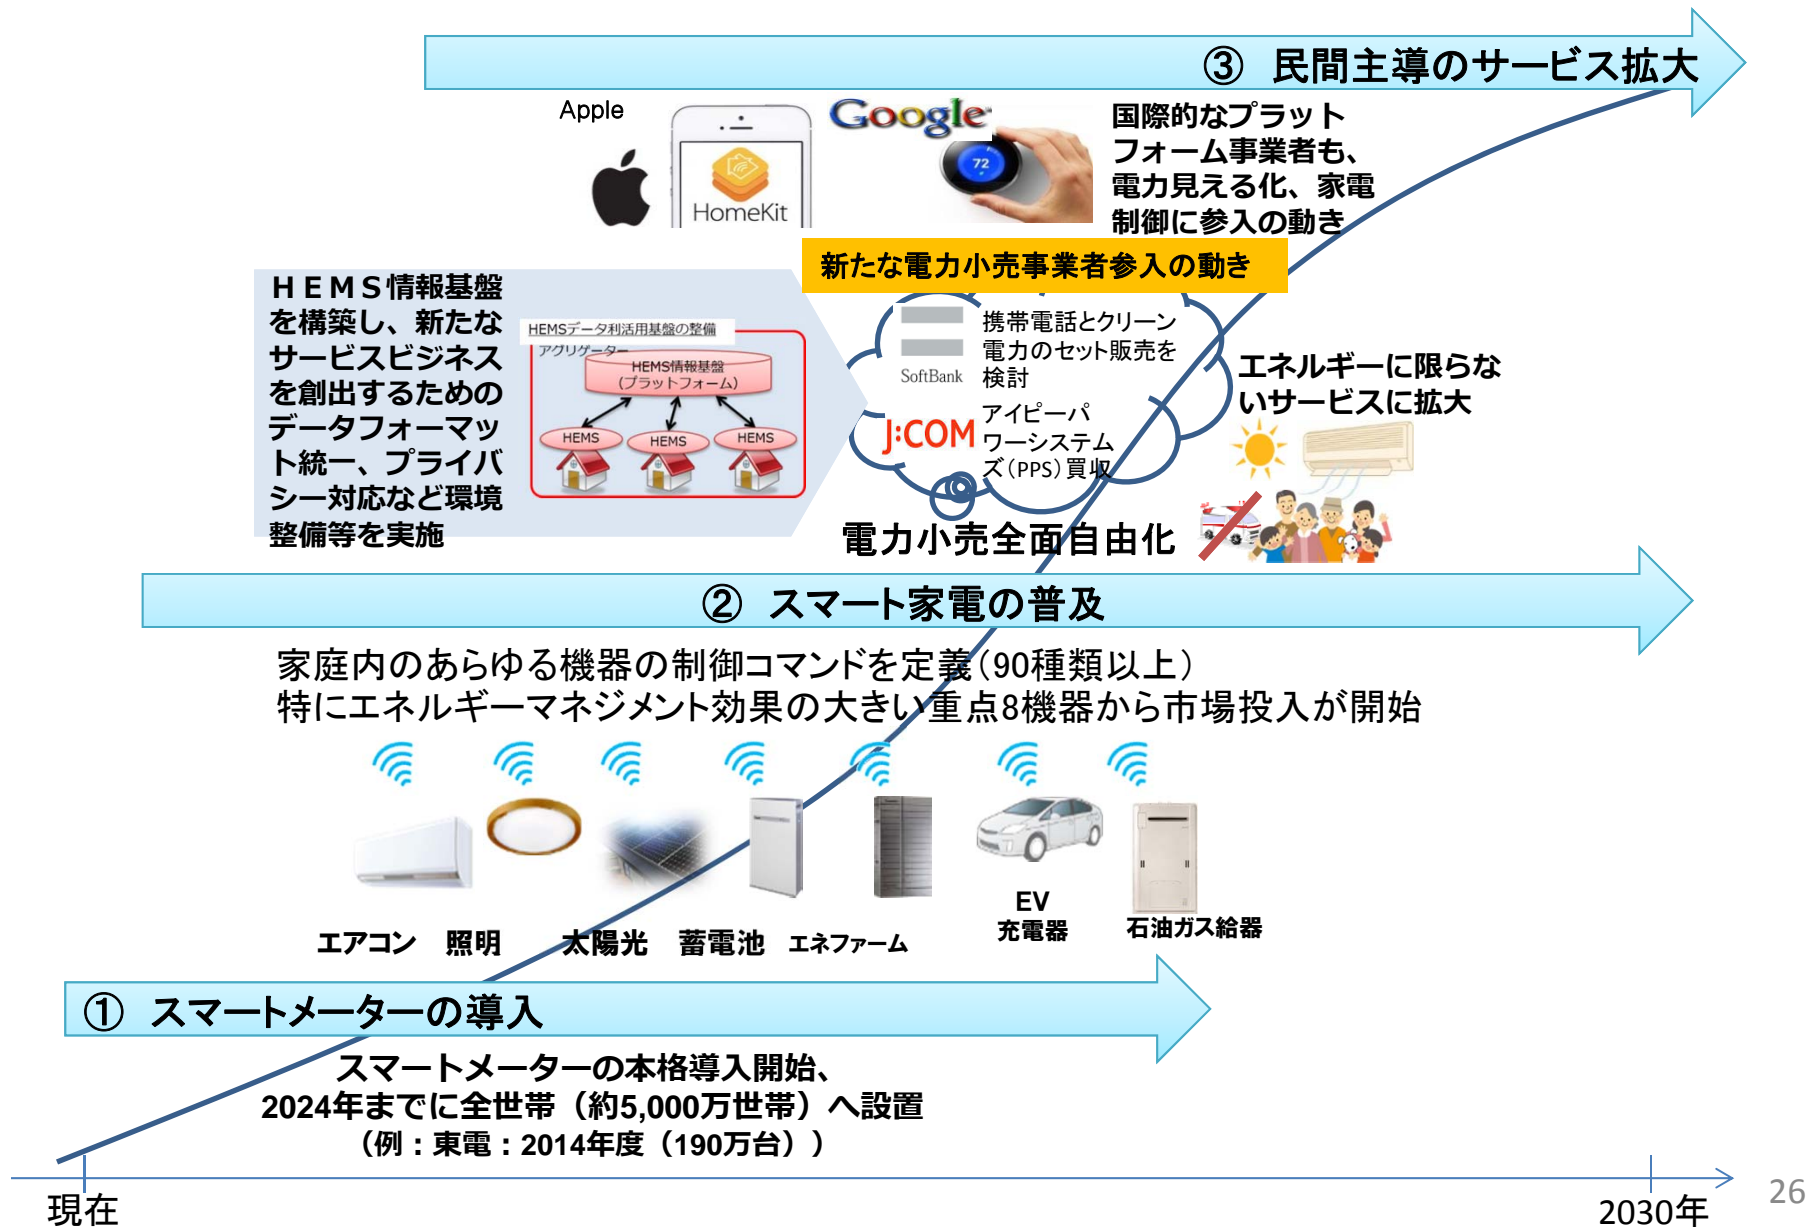 ③ 民間主導のサービス拡大
Apple
HomeKit
Google
72
国際的なプラット
フォーム事業者も、
電力見える化、家電
制御に参入の動き
新たな電力小売事業者参入の動き
ＨＥＭＳ情報基盤
を構築し、新たな
サービスビジネス
を創出するための
データフォーマッ
ト統一、プライバ
シー対応など環境
整備等を実施
HEMSデータ利活用基盤の整備
アグリゲーター
HEMS情報基盤
(プラットフォーム)
HEMS
HEMS
HEMS
SoftBank
携帯電話とクリーン
電力のセット販売を
検討
J:COM
アイピーパ
ワーシステム
ズ(PPS)買収
エネルギーに限らな
いサービスに拡大
電力小売全面自由化
② スマート家電の普及
家庭内のあらゆる機器の制御コマンドを定義(90種類以上)
特にエネルギーマネジメント効果の大きい重点8機器から市場投入が開始
エアコン
照明
太陽光
蓄電池
エネファーム
EV
充電器
石油ガス給器
① スマートメーターの導入
スマートメーターの本格導入開始、
2024年までに全世帯（約5,000万世帯）へ設置
（例：東電：2014年度（190万台））
現在
2030年
26